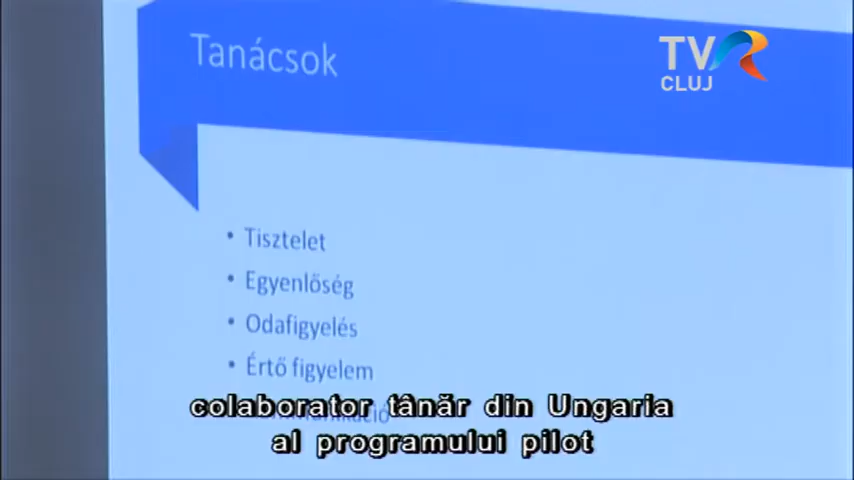 Tanácsok
TVR
CLUJ
• Tisztelet
• Egyenlőség
• Odafigyelés
• Értő figyelem
colaborator tânăr din Ungaria
al programului pilot